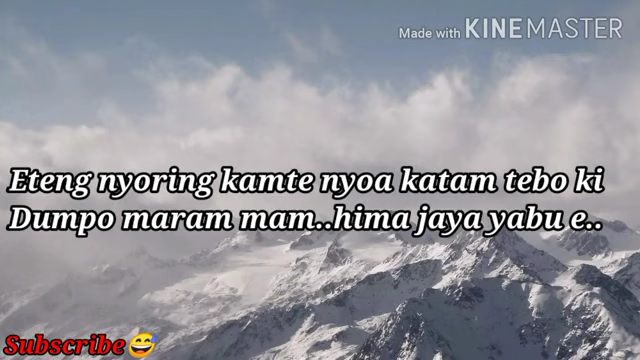 Made with KINEMASTER
Eteng nyoring kamte nyoa katam tebo ki
Dumpo maram mam..hima jaya yabu e..
Subscribe😅